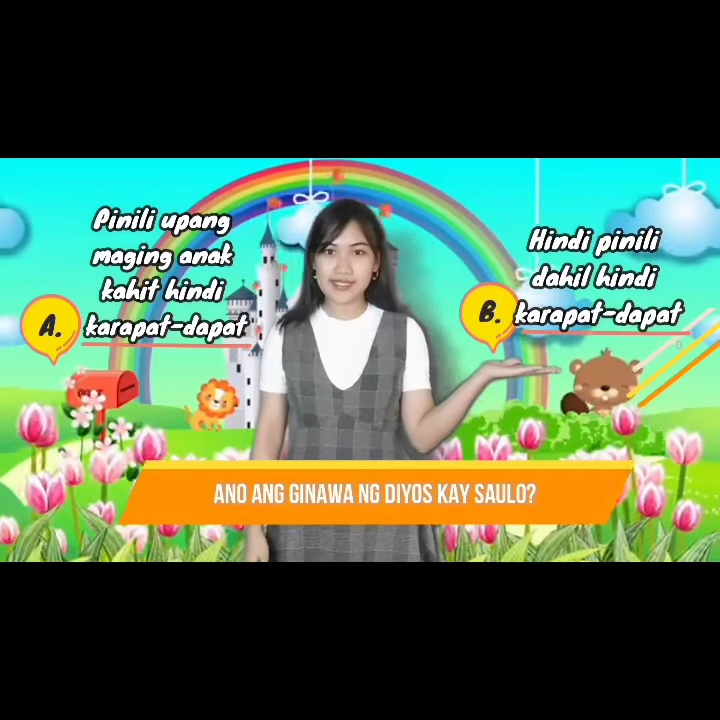 Pinili upang
maging anak
kahit hindi
A. karapat-dapat
Hindi pinili
dahil hindi
B. karapat-dapat
ANO ANG GINAWA NG DIYOS KAY SAULO?